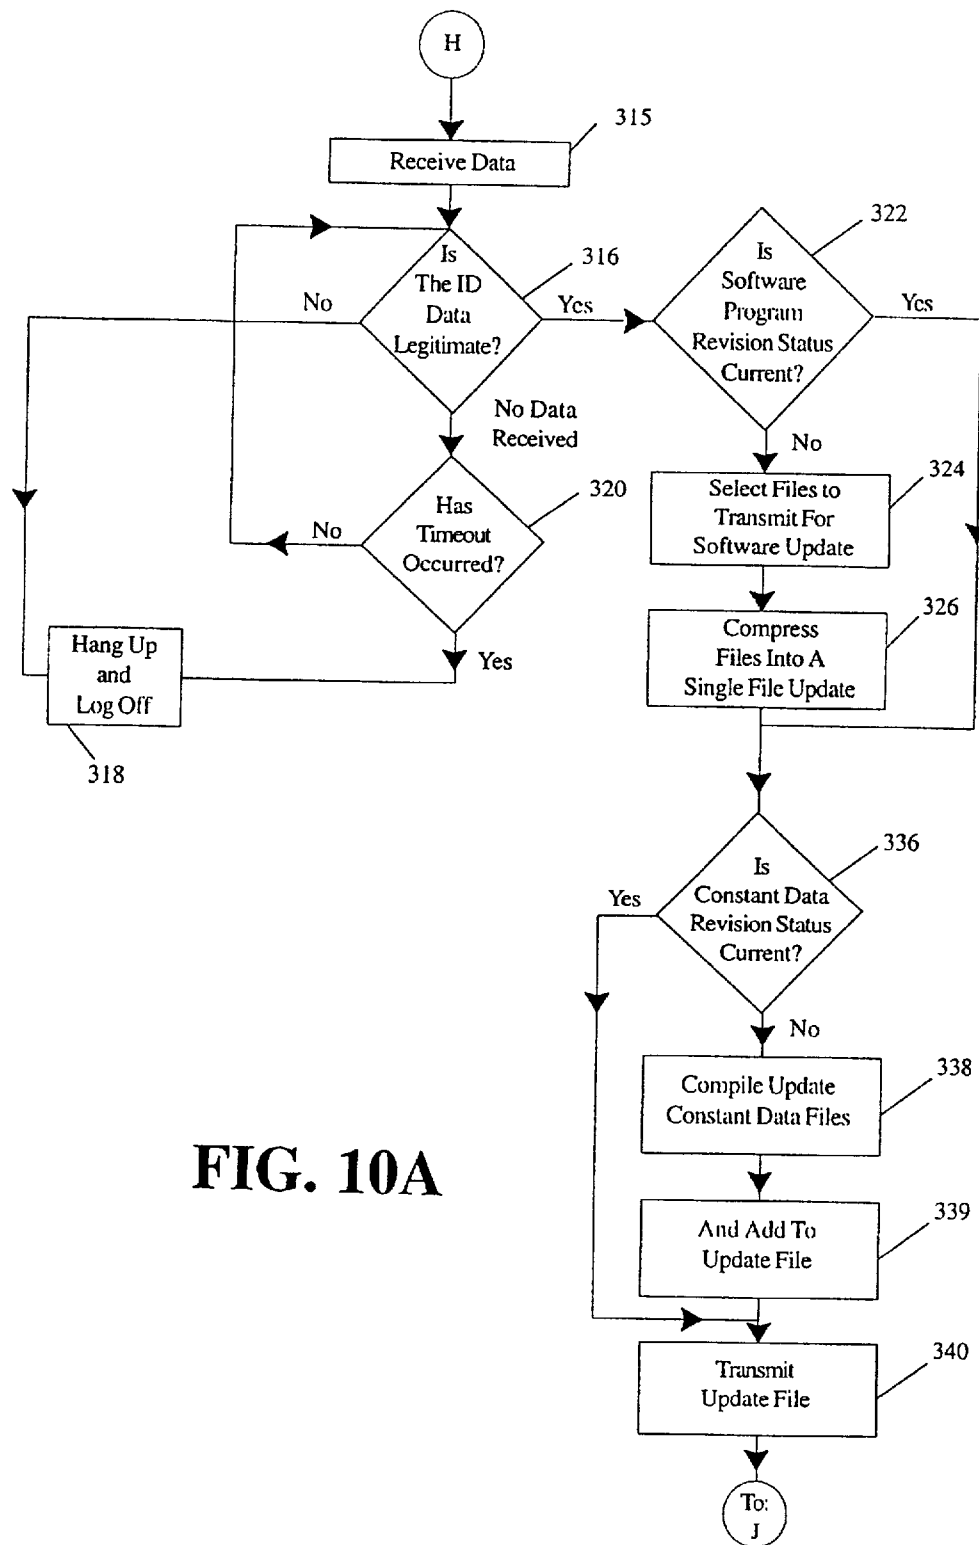 H
315
Receive Data
Is
The ID
Data
Legitimate?
316
No
Yes
No Data
Received
Has
Timeout
Occurred?
320
No
Yes
Hang Up
and
Log Off
318
Is
Software
Program
Revision Status
Current?
322
Yes
No
Select Files to
Transmit For
Software Update
324
Compress
Files Into A
Single File Update
326
Is
Constant Data
Revision Status
Current?
336
Yes
No
Compile Update
Constant Data Files
338
And Add To
Update File
339
Transmit
Update File
340
To:
J
FIG. 10A